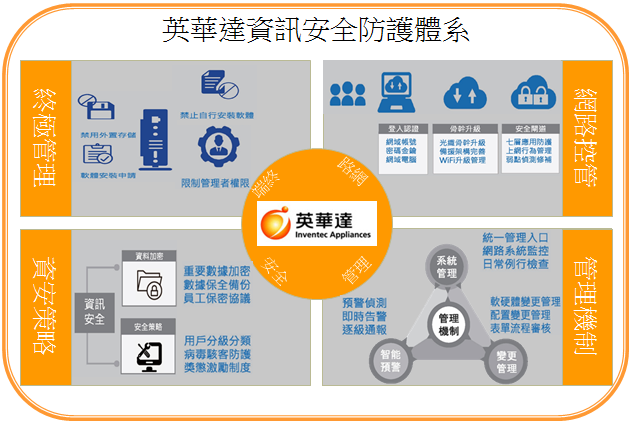 英華達資訊安全防護體系
終極管理
禁用外置存儲
禁止自行安裝軟體
軟體安裝申請
限制管理者權限
網路控管
登入認證
網域帳號
密碼金鑰
網域電腦
骨幹升級
光纖骨幹升級
備援架構完善
WiFi升級管理
安全閘道
七層應用防護
上網行為管理
弱點偵測修補
終端
網路
英華達
Inventec Appliances
安全
管理
資安策略
資訊
安全
資料加密
重要數據加密
數據保全備份
員工保密協議
安全策略
用戶分級分類
病毒駭客防護
獎懲激勵制度
管理機制
系統
管理
統一管理入口
網路系統監控
日常例行檢查
預警偵測
即時告警
逐級通報
管理
機制
軟硬體變更管理
配置變更管理
表單流程審核
智能
預警
變更
管理